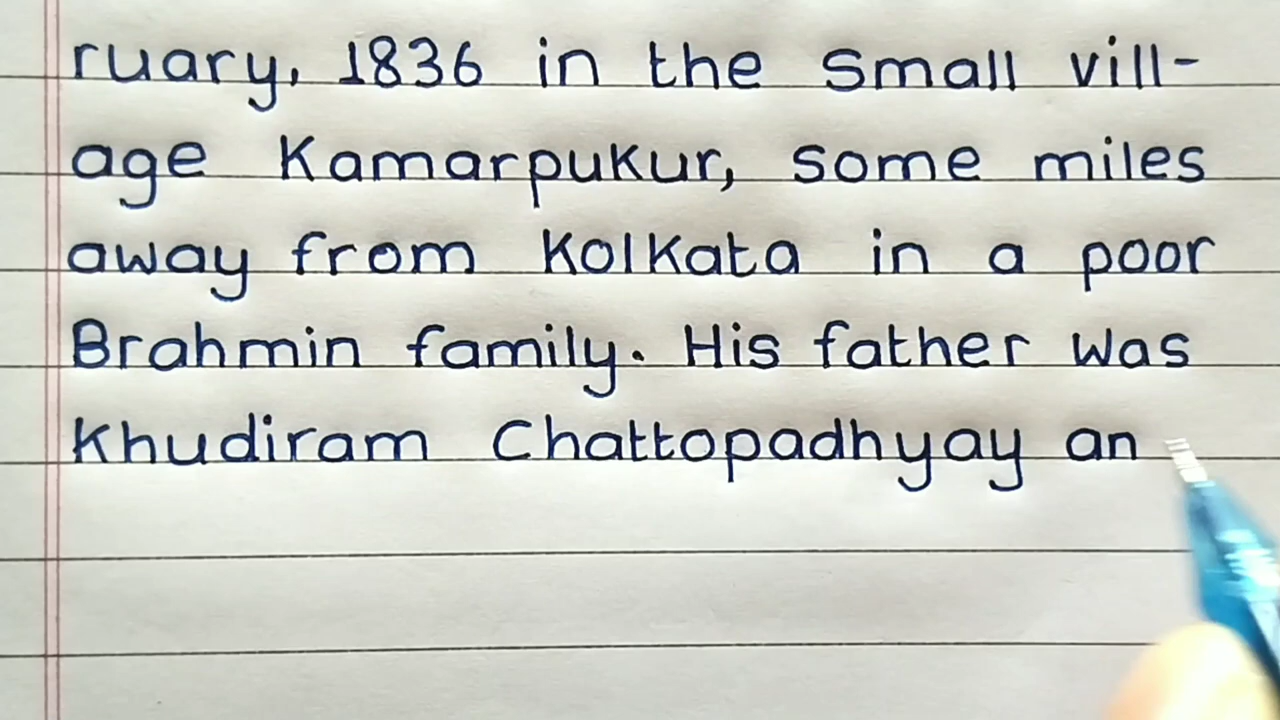 ruary, 1836 in the small vill-
age Kamarpukur, some miles
away from Kolkata in a poor
Brahmin family. His father was
Khudiram Chattopadhyay an